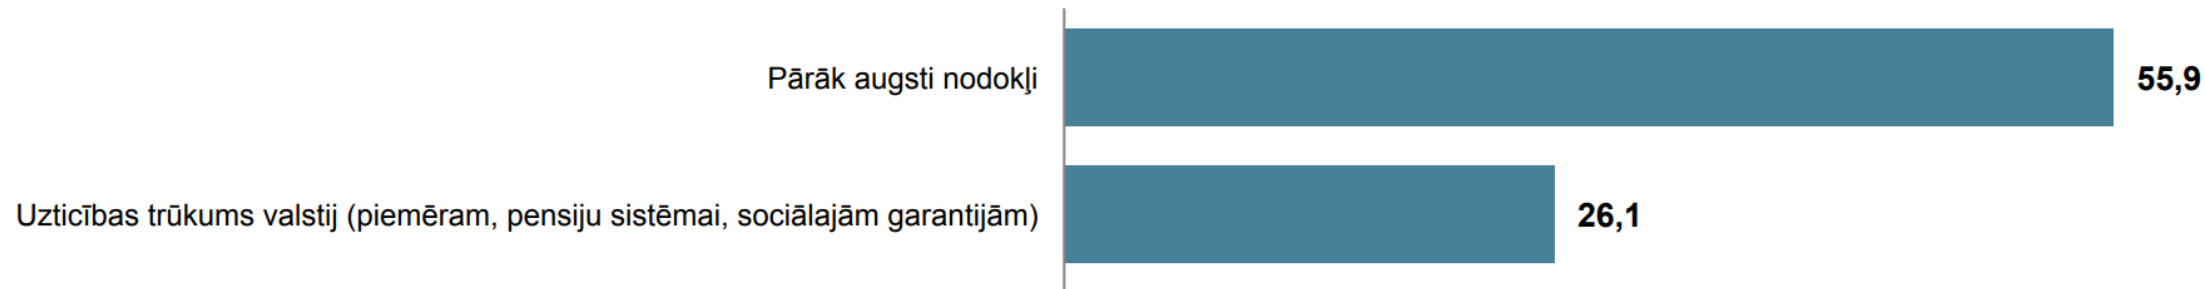 Pārāk augsti nodokļi 55,9
Uzticības trūkums valstij (piemēram, pensiju sistēmai, sociālajām garantijām) 26,1